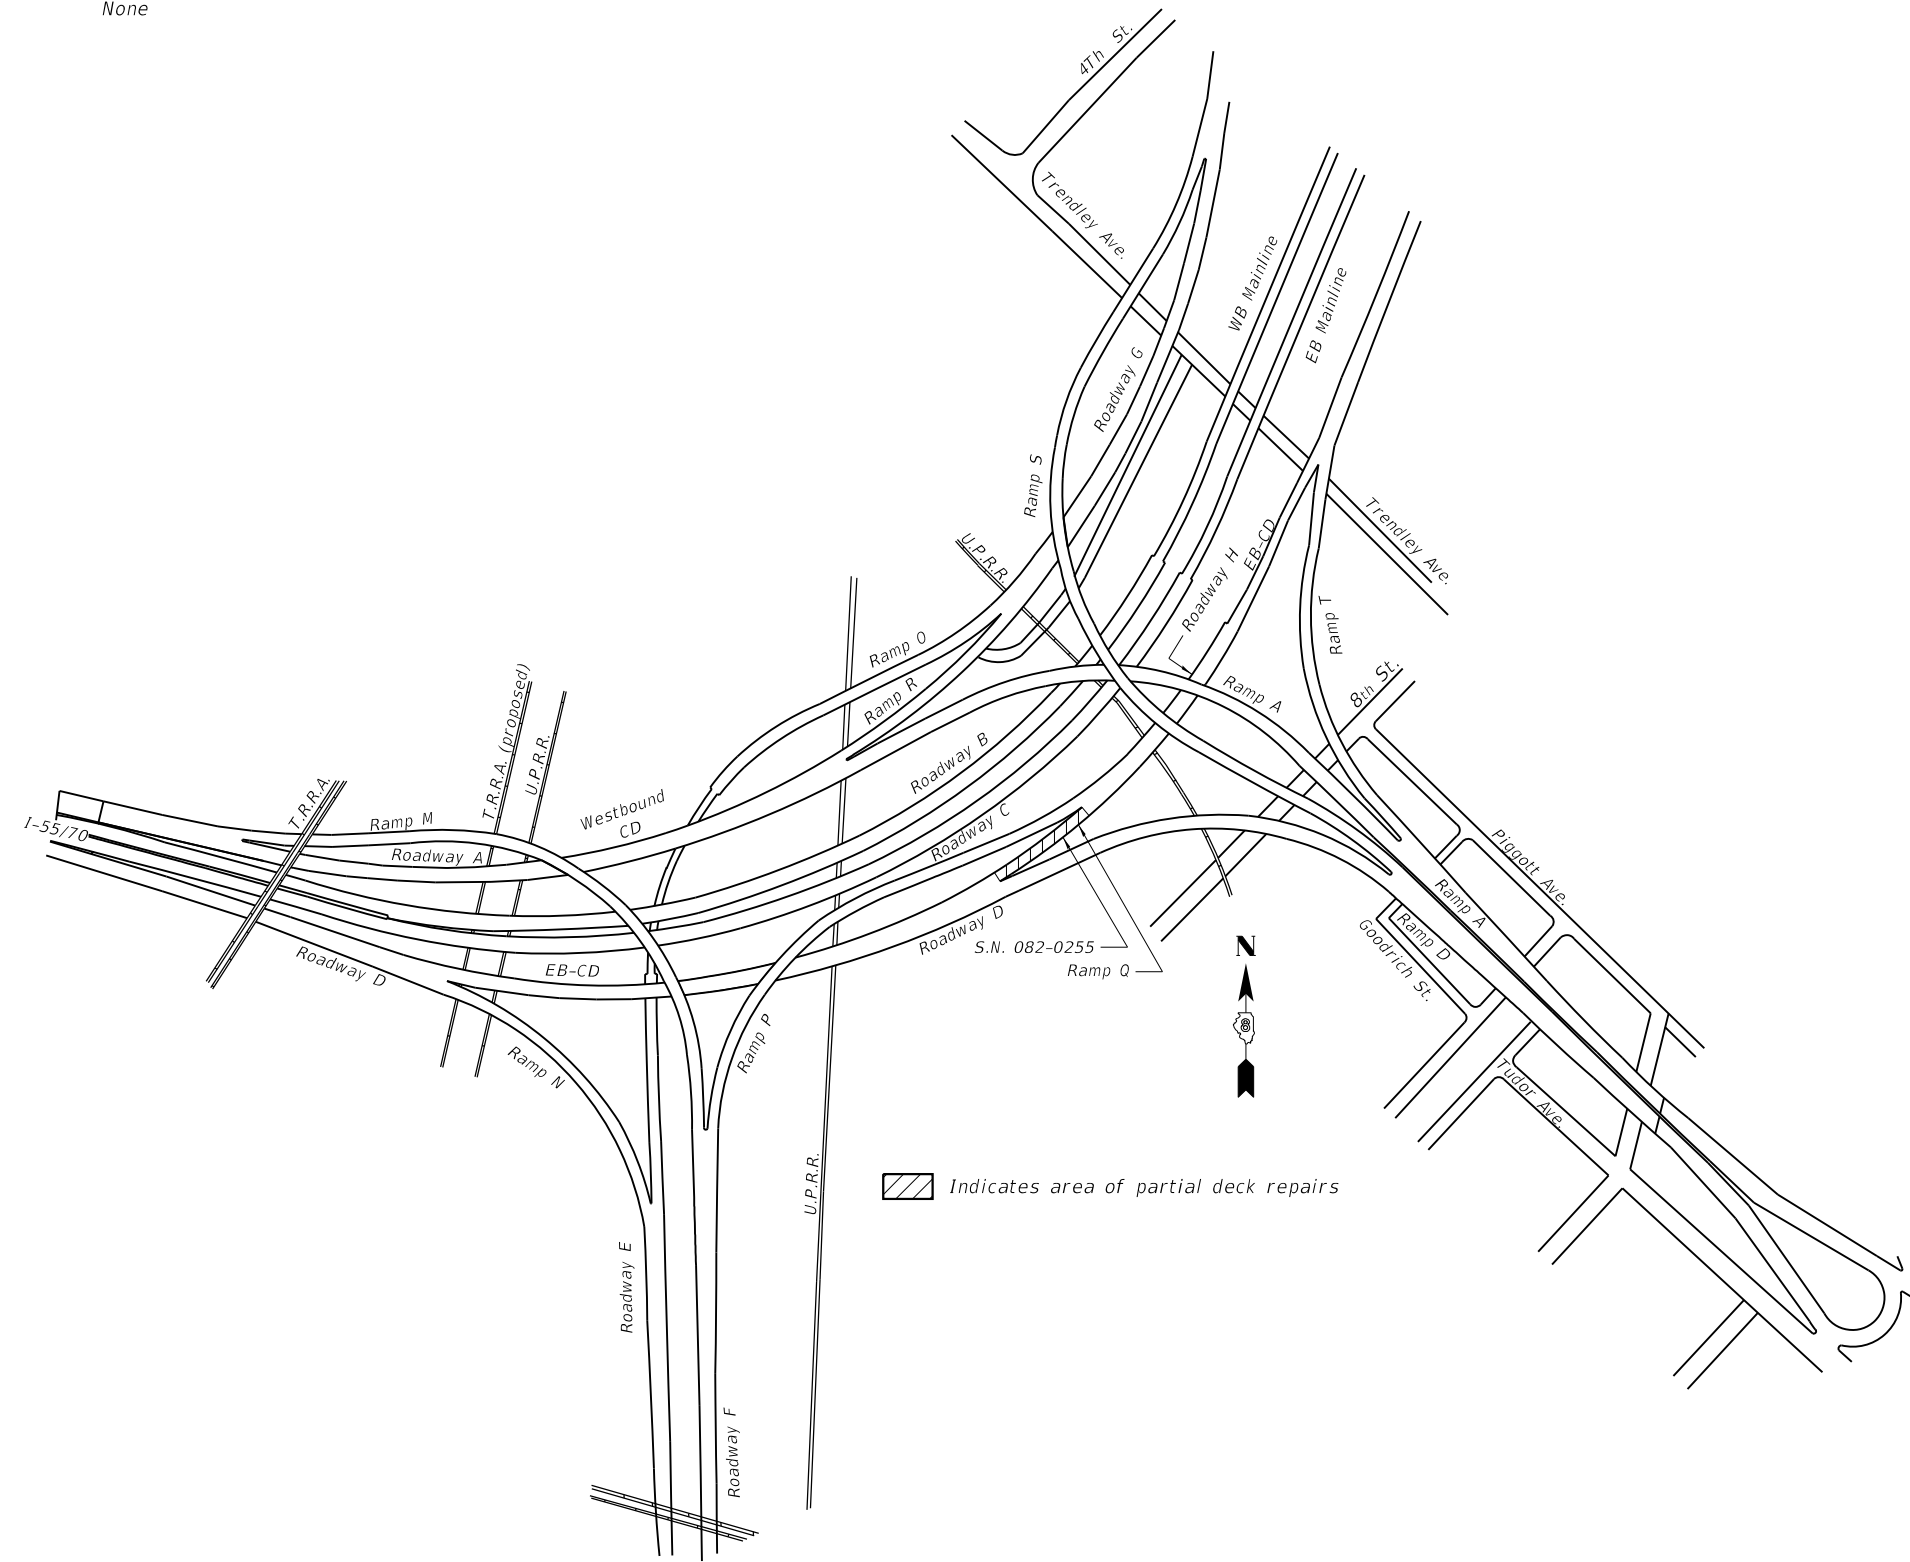 None
4Th St.
Trendley Ave.
WB Mainline
EB Mainline
Roadway G
Ramp S
Trendley Ave.
U.P.R.R.
EB-CD
Roadway H
Ramp T
Ramp O
8th St.
Ramp R
Ramp A
T.R.R.A. (proposed)
U.P.R.R.
Roadway B
T.R.R.A.
Westbound
CD
Ramp M
I-55/70
Roadway A
Roadway C
Piggott Ave.
Ramp A
Ramp D
Goodrich St.
Roadway D
S.N. 082-0255
N
EB-CD
Roadway D
Ramp Q
Ramp P
Ramp N
Tudor Ave.
U.P.R.R.
Indicates area of partial deck repairs
Roadway E
Roadway F